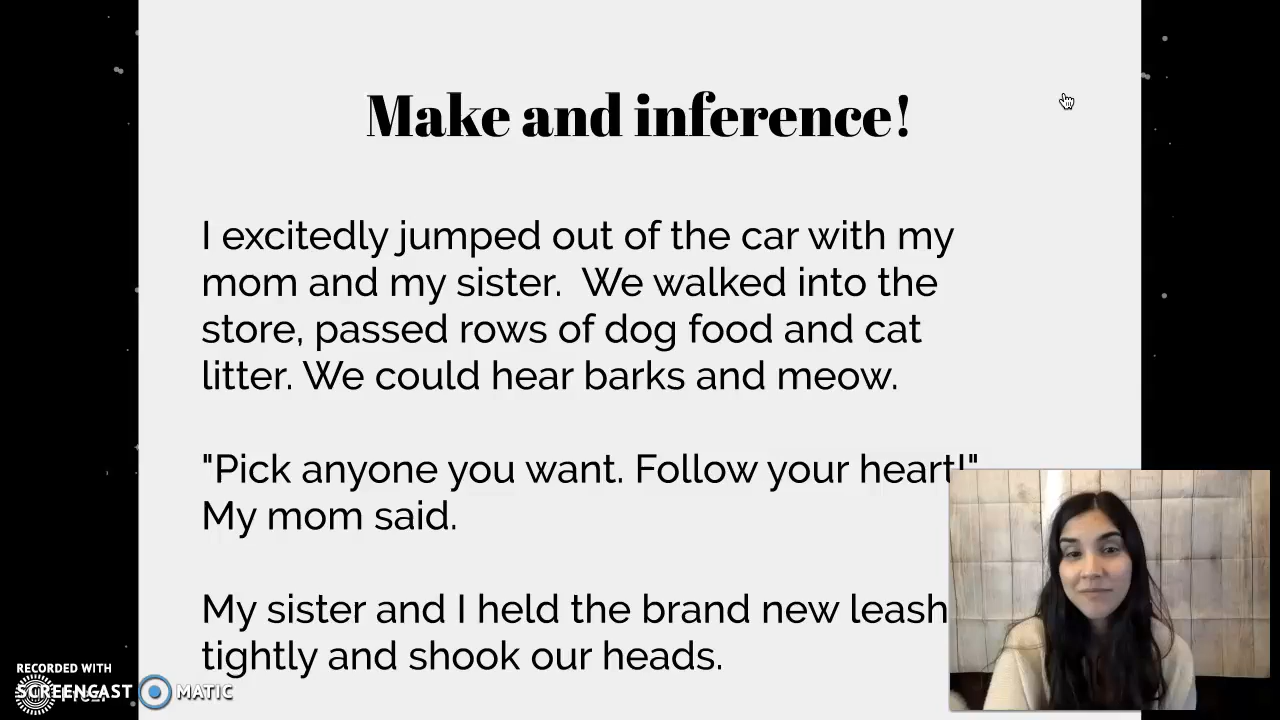 Make and inference!
I excitedly jumped out of the car with my
mom and my sister.  We walked into the
store, passed rows of dog food and cat
litter. We could hear barks and meow.
"Pick anyone you want. Follow your heart!"
My mom said.
My sister and I held the brand new leash
tightly and shook our heads.
RECORDED WITH
SCREENCAST MATIC